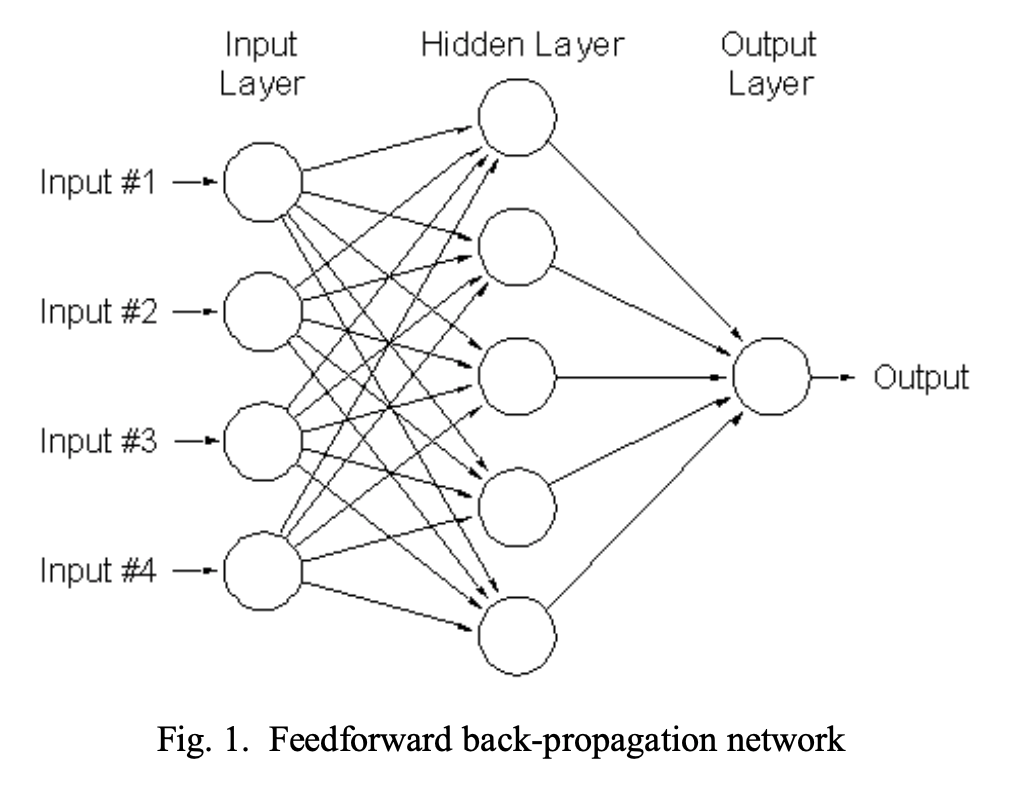 Input
Layer
Hidden Layer
Output
Layer
Input #1
Input #2
Input #3
Input #4
Output
Fig. 1. Feedforward back-propagation network